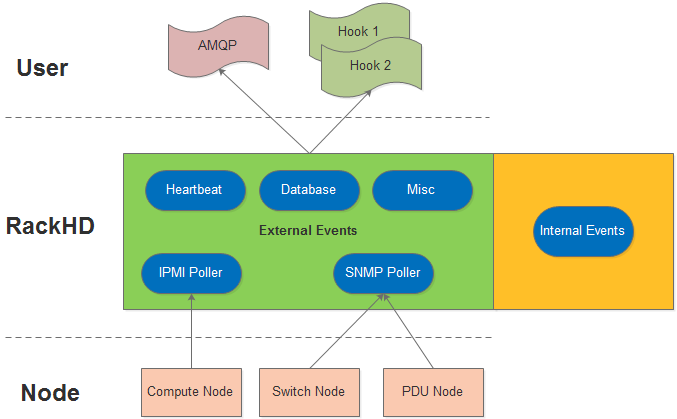 AMQP
Hook 1
Hook 2
User
Heartbeat
Database
Misc
RackHD
External Events
Internal Events
IPMI Poller
SNMP Poller
Node
Compute Node
Switch Node
PDU Node